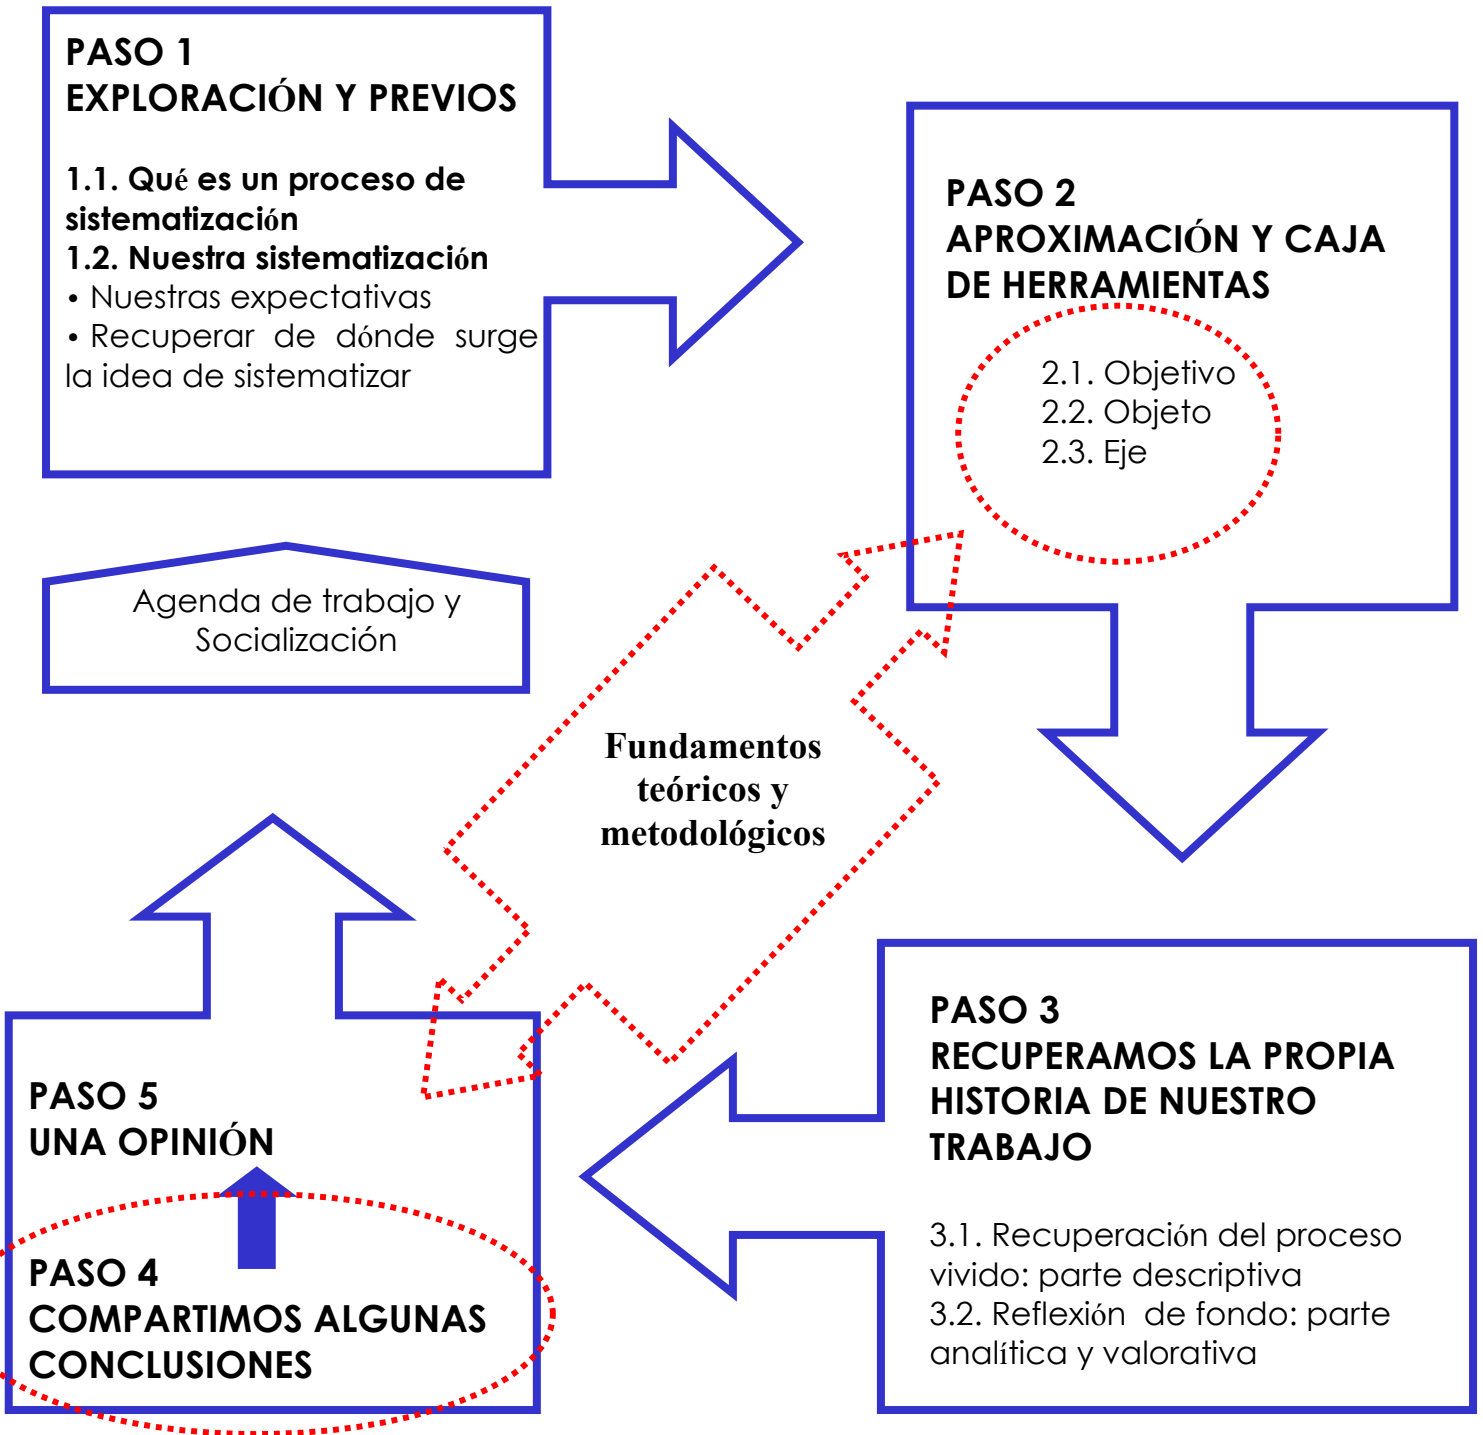 PASO 1
EXPLORACIÓN Y PREVIOS
1.1. Qué es un proceso de
sistematización
1.2. Nuestra sistematización
• Nuestras expectativas
• Recuperar de dónde surge
la idea de sistematizar
PASO 2
APROXIMACIÓN Y CAJA
DE HERRAMIENTAS
2.1. Objetivo
2.2. Objeto
2.3. Eje
Agenda de trabajo y
Socialización
Fundamentos
teóricos y
metodológicos
PASO 3
RECUPERAMOS LA PROPIA
HISTORIA DE NUESTRO
TRABAJO
3.1. Recuperación del proceso
vivido: parte descriptiva
3.2. Reflexión de fondo: parte
analítica y valorativa
PASO 5
UNA OPINIÓN
PASO 4
COMPARTIMOS ALGUNAS
CONCLUSIONES